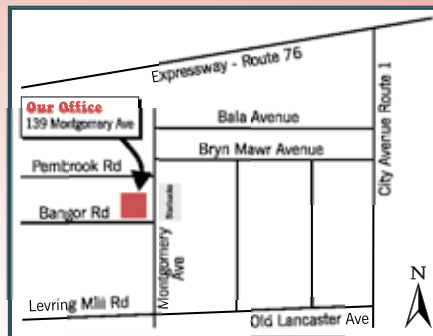 Expressway - Route 76
Our Office
139 Montgomery Ave
Bala Avenue
Bryn Mawr Avenue
City Avenue Route 1
Pembrook Rd
Bangor Rd
Starbucks
Montgomery
Ave
Levring Mill Rd
Old Lancaster Ave
N